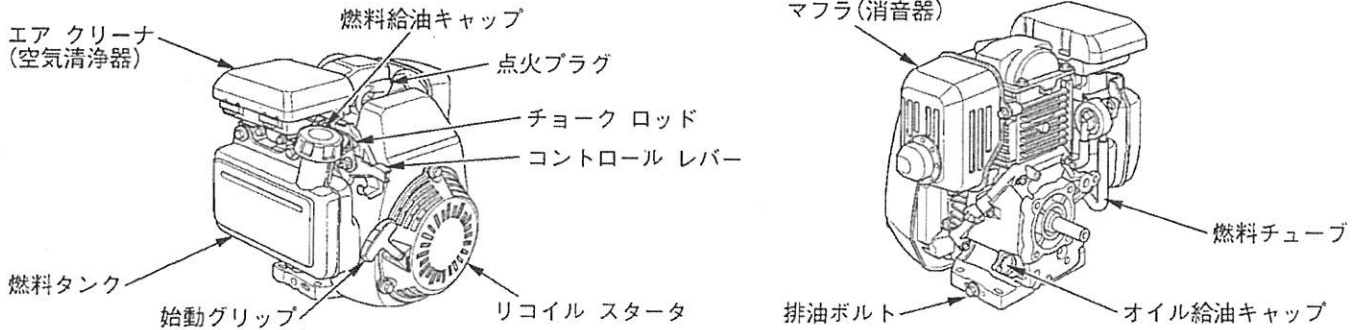 燃料給油キャップ
エア クリーナ
(空気清浄器)
点火プラグ
チョーク ロッド
コントロール レバー
燃料タンク
始動グリップ
リコイル スタータ
マフラ(消音器)
燃料チューブ
排油ボルト
オイル給油キャップ